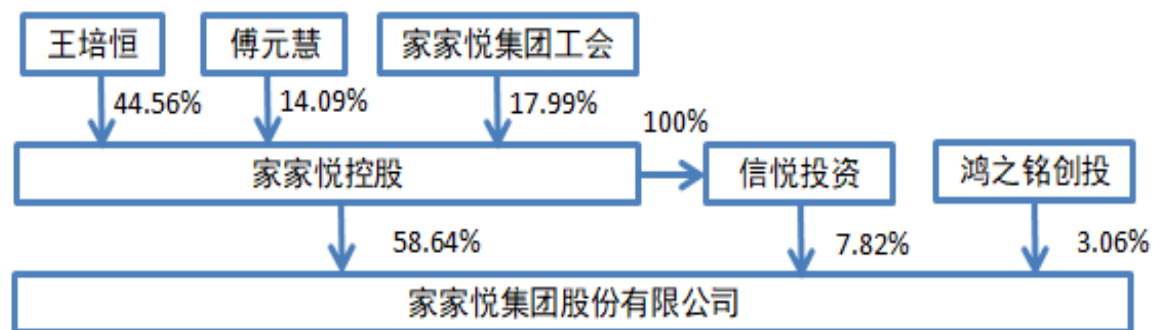 王培恒
傅元慧
家家悦集团工会
44.56%
14.09%
17.99%
100%
家家悦控股
信悦投资
鸿之铭创投
58.64%
7.82%
3.06%
家家悦集团股份有限公司